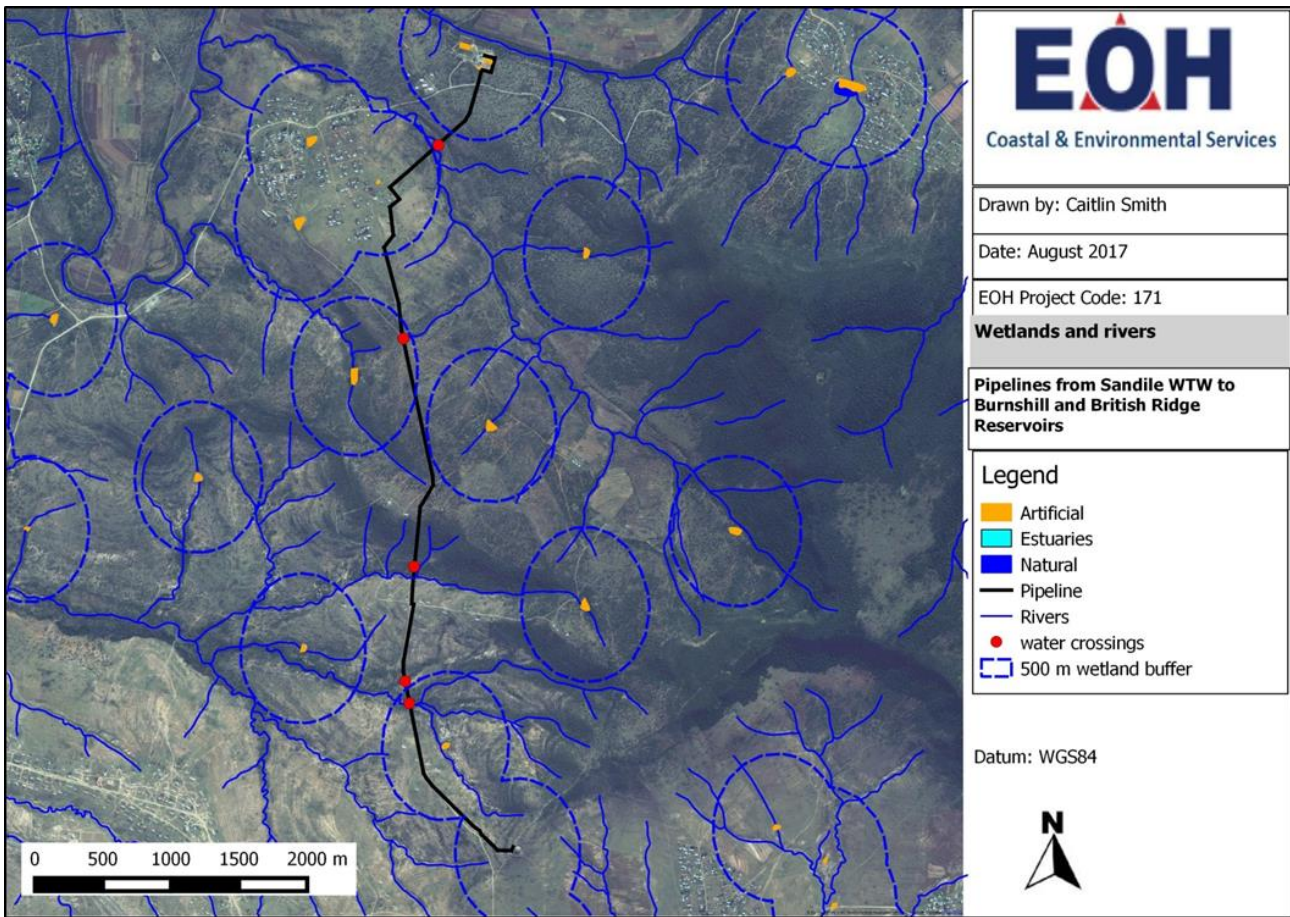 EOH
Coastal & Environmental Services
Drawn by: Caitlin Smith
Date: August 2017
EOH Project Code: 171
Wetlands and rivers
Pipelines from Sandile WTW to
Burnshill and British Ridge
Reservoirs
Legend
Artificial
Estuaries
Natural
Pipeline
Rivers
water crossings
500 m wetland buffer
Datum: WGS84
N
0 500 1000 1500 2000 m